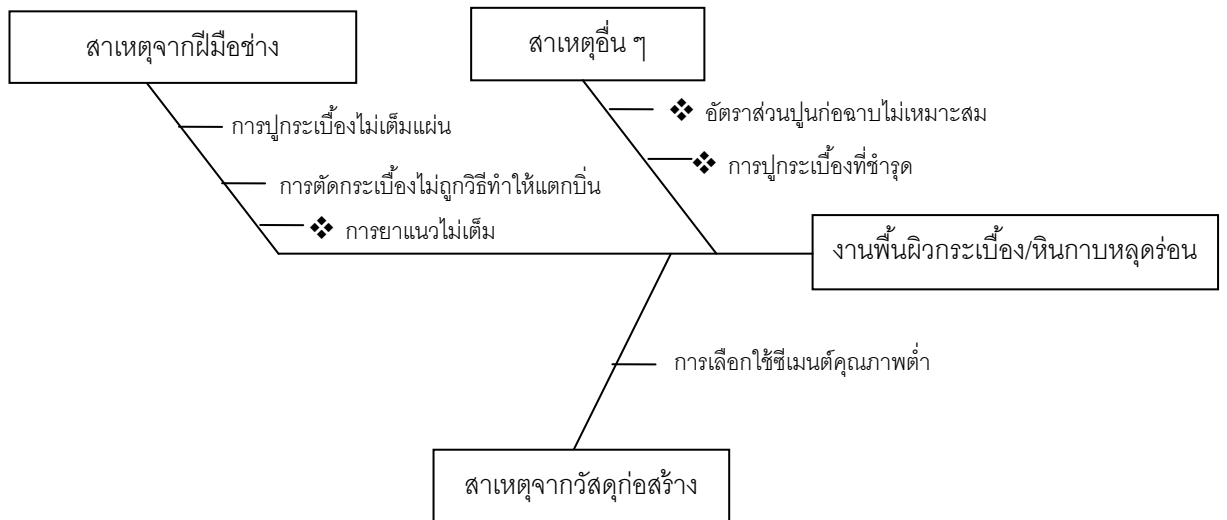 สาเหตุจากฝีมือช่าง
สาเหตุอื่น ๆ
การปูกระเบื้องไม่เต็มแผ่น
❖ อัตราส่วนปูนก่อฉาบไม่เหมาะสม
❖ การปูกระเบื้องที่ชำรุด
การตัดกระเบื้องไม่ถูกวิธีทำให้แตกบิ่น
❖ การยาแนวไม่เต็ม
งานพื้นผิวกระเบื้อง/หินกาบหลุดร่อน
การเลือกใช้ซีเมนต์คุณภาพต่ำ
สาเหตุจากวัสดุก่อสร้าง